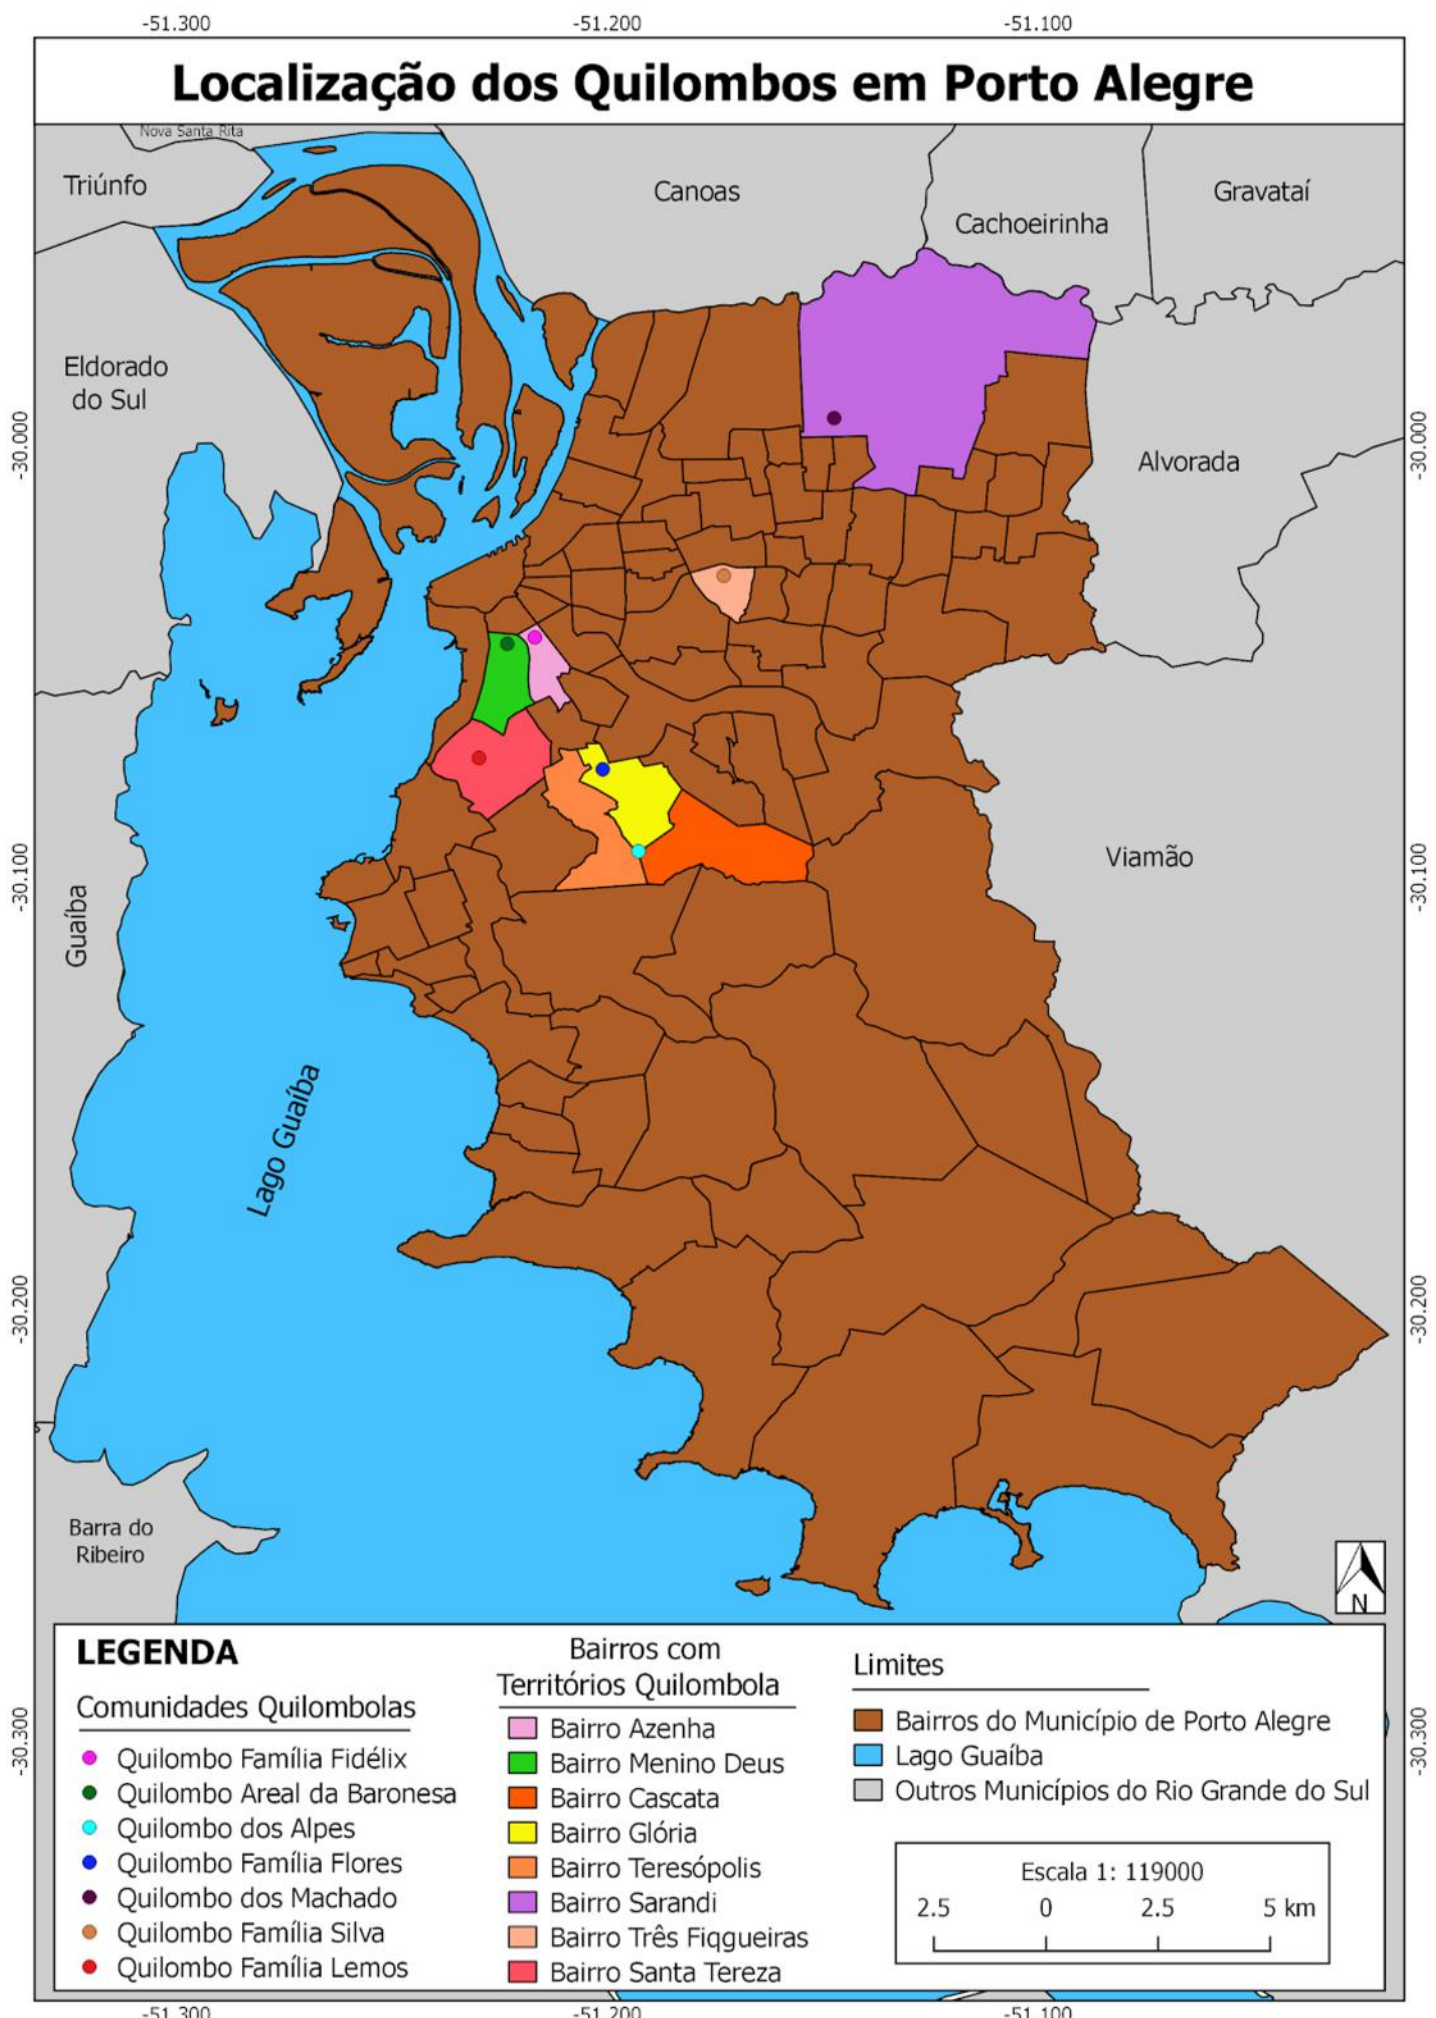 -51.300 -51.200 -51.100
Localização dos Quilombos em Porto Alegre
Nova Santa Rita
Triúnfo
Canoas
Gravataí
Cachoeirinha
Eldorado
do Sul
-30.000
-30.000
Alvorada
Viamão
-30.100
-30.100
Guaíba
Lago Guaíba
-30.200
-30.200
Barra do
Ribeiro
N
LEGENDA
Comunidades Quilombolas
Quilombo Família Fidélix
Quilombo Areal da Baronesa
Quilombo dos Alpes
Quilombo Família Flores
Quilombo dos Machado
Quilombo Família Silva
Quilombo Família Lemos
Bairros com
Territórios Quilombola
Bairro Azenha
Bairro Menino Deus
Bairro Cascata
Bairro Glória
Bairro Teresópolis
Bairro Sarandi
Bairro Três Fiqgueiras
Bairro Santa Tereza
Limites
Bairros do Município de Porto Alegre
Lago Guaíba
Outros Municípios do Rio Grande do Sul
Escala 1: 119000
2.5 0 2.5 5 km
-30.300
-30.300
-51.300 -51.200 -51.100